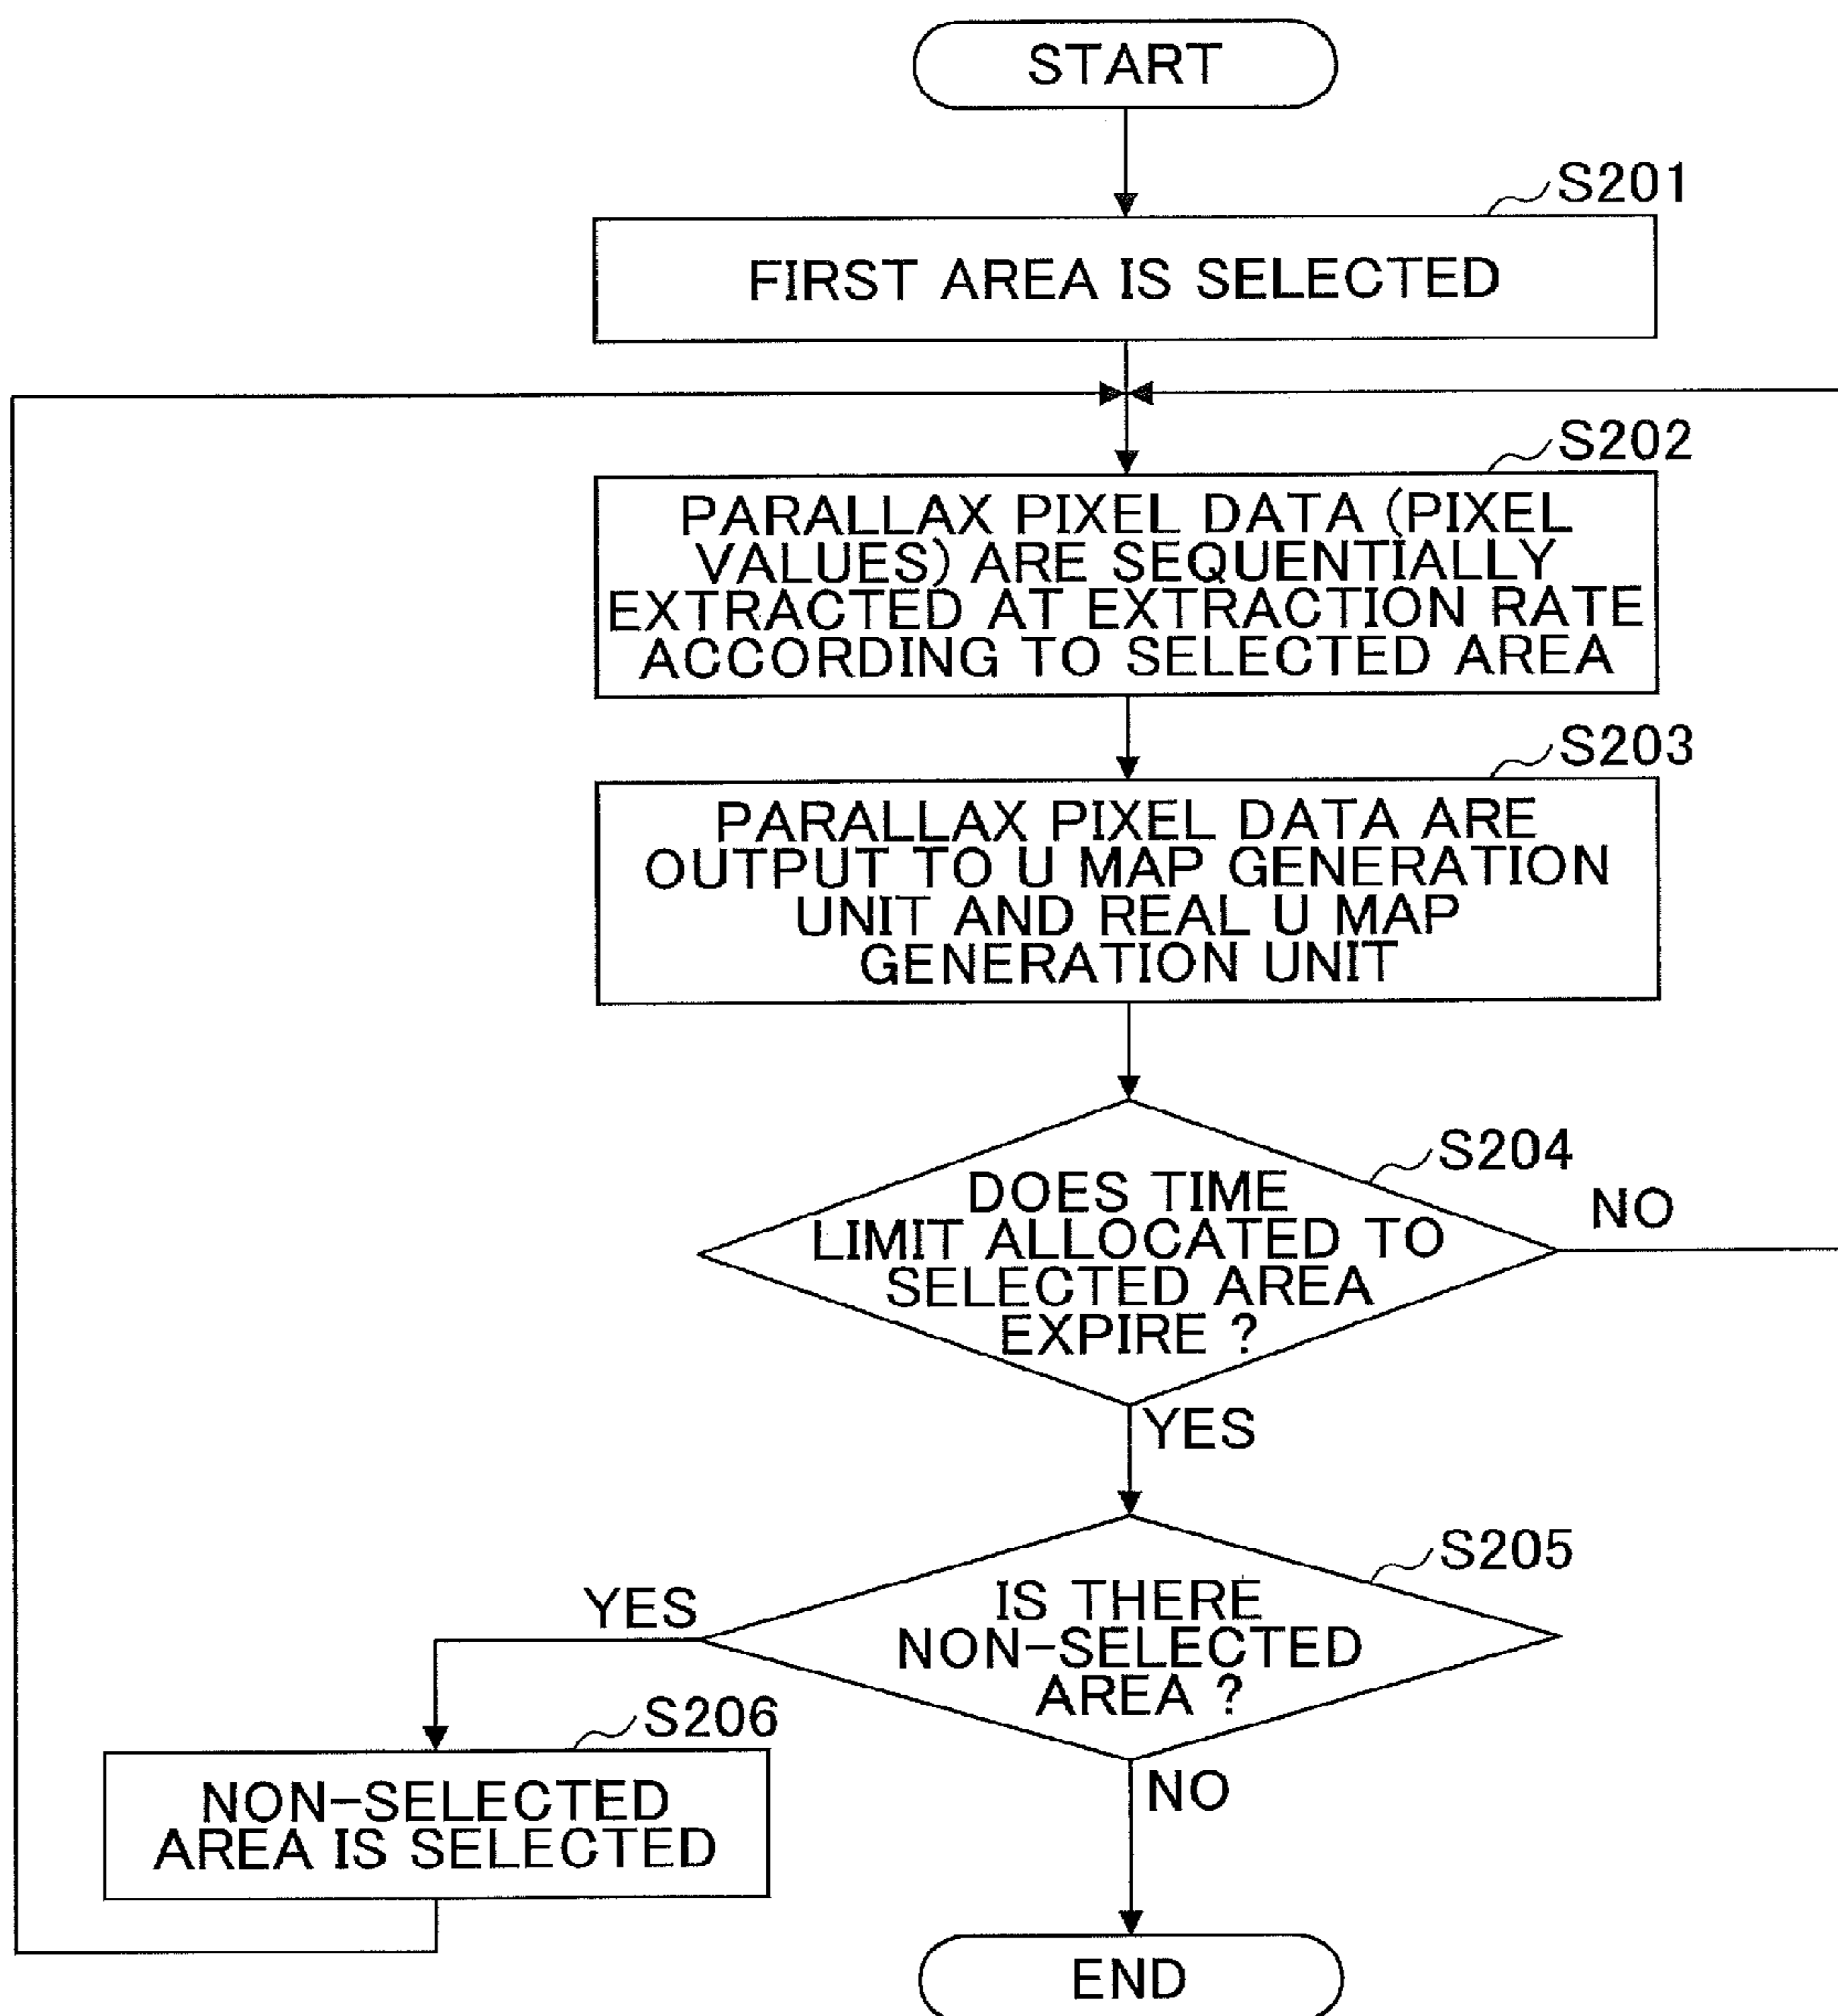 START
S201
FIRST AREA IS SELECTED
S202
PARALLAX PIXEL DATA (PIXEL
VALUES) ARE SEQUENTIALLY
EXTRACTED AT EXTRACTION RATE
ACCORDING TO SELECTED AREA
S203
PARALLAX PIXEL DATA ARE
OUTPUT TO U MAP GENERATION
UNIT AND REAL U MAP
GENERATION UNIT
S204
DOES TIME
LIMIT ALLOCATED TO
SELECTED AREA
EXPIRE ?
NO
YES
S205
IS THERE
NON-SELECTED
AREA ?
YES
S206
NON-SELECTED
AREA IS SELECTED
NO
END